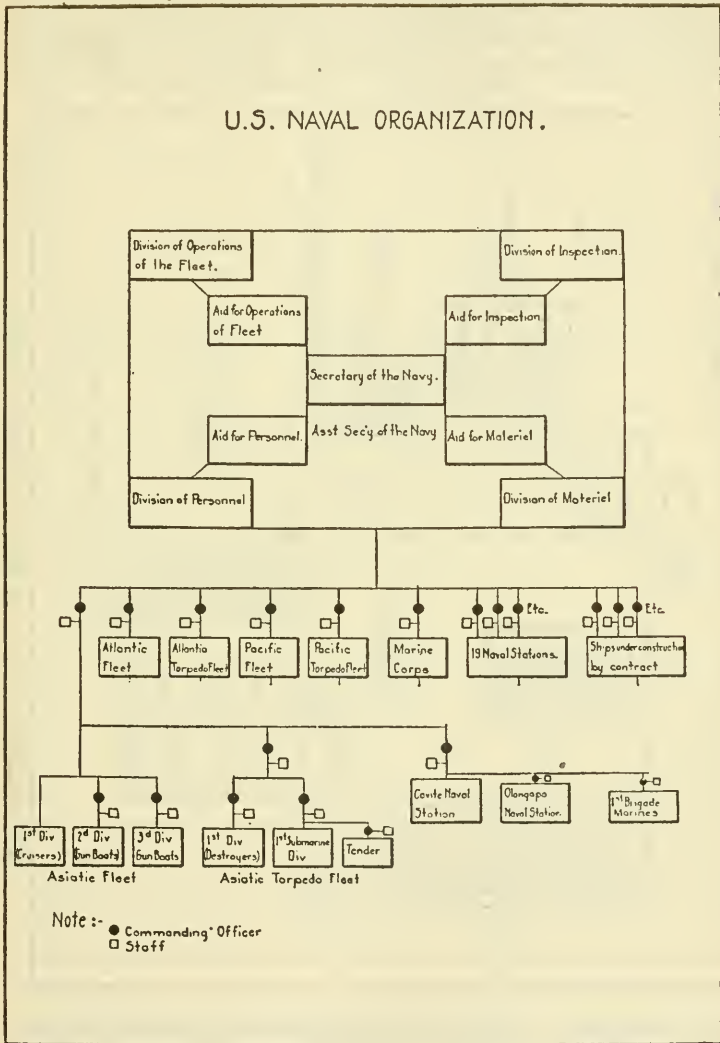 U.S. NAVAL ORGANIZATION.
Division of Operations
of the Fleet.
Division of Inspection.
Aid for Operations
of Fleet
Aid for Inspection.
Secretary of the Navy.
Aid for Personnel.
Asst Sec'y of the Navy
Aid for Materiel
Division of Personnel
Division of Materiel
Etc.
Etc.
Atlantic
Fleet
Atlantic
Torpedo Fleet
Pacific
Fleet
Pacific
Torpedo Fleet
Marine
Corps
19 Naval Stations.
Ships under construction
by contract
Cavite Naval
Station
Olongapo
Naval Station.
1st Brigade
Marines
1st Div
(Cruisers)
2d Div
(Gun Boats)
3d Div
Gun Boats
1st Div
(Destroyers)
1st Submarine
Div
Tender
Asiatic Fleet
Asiatic Torpedo Fleet
Note :-
Commanding Officer
Staff